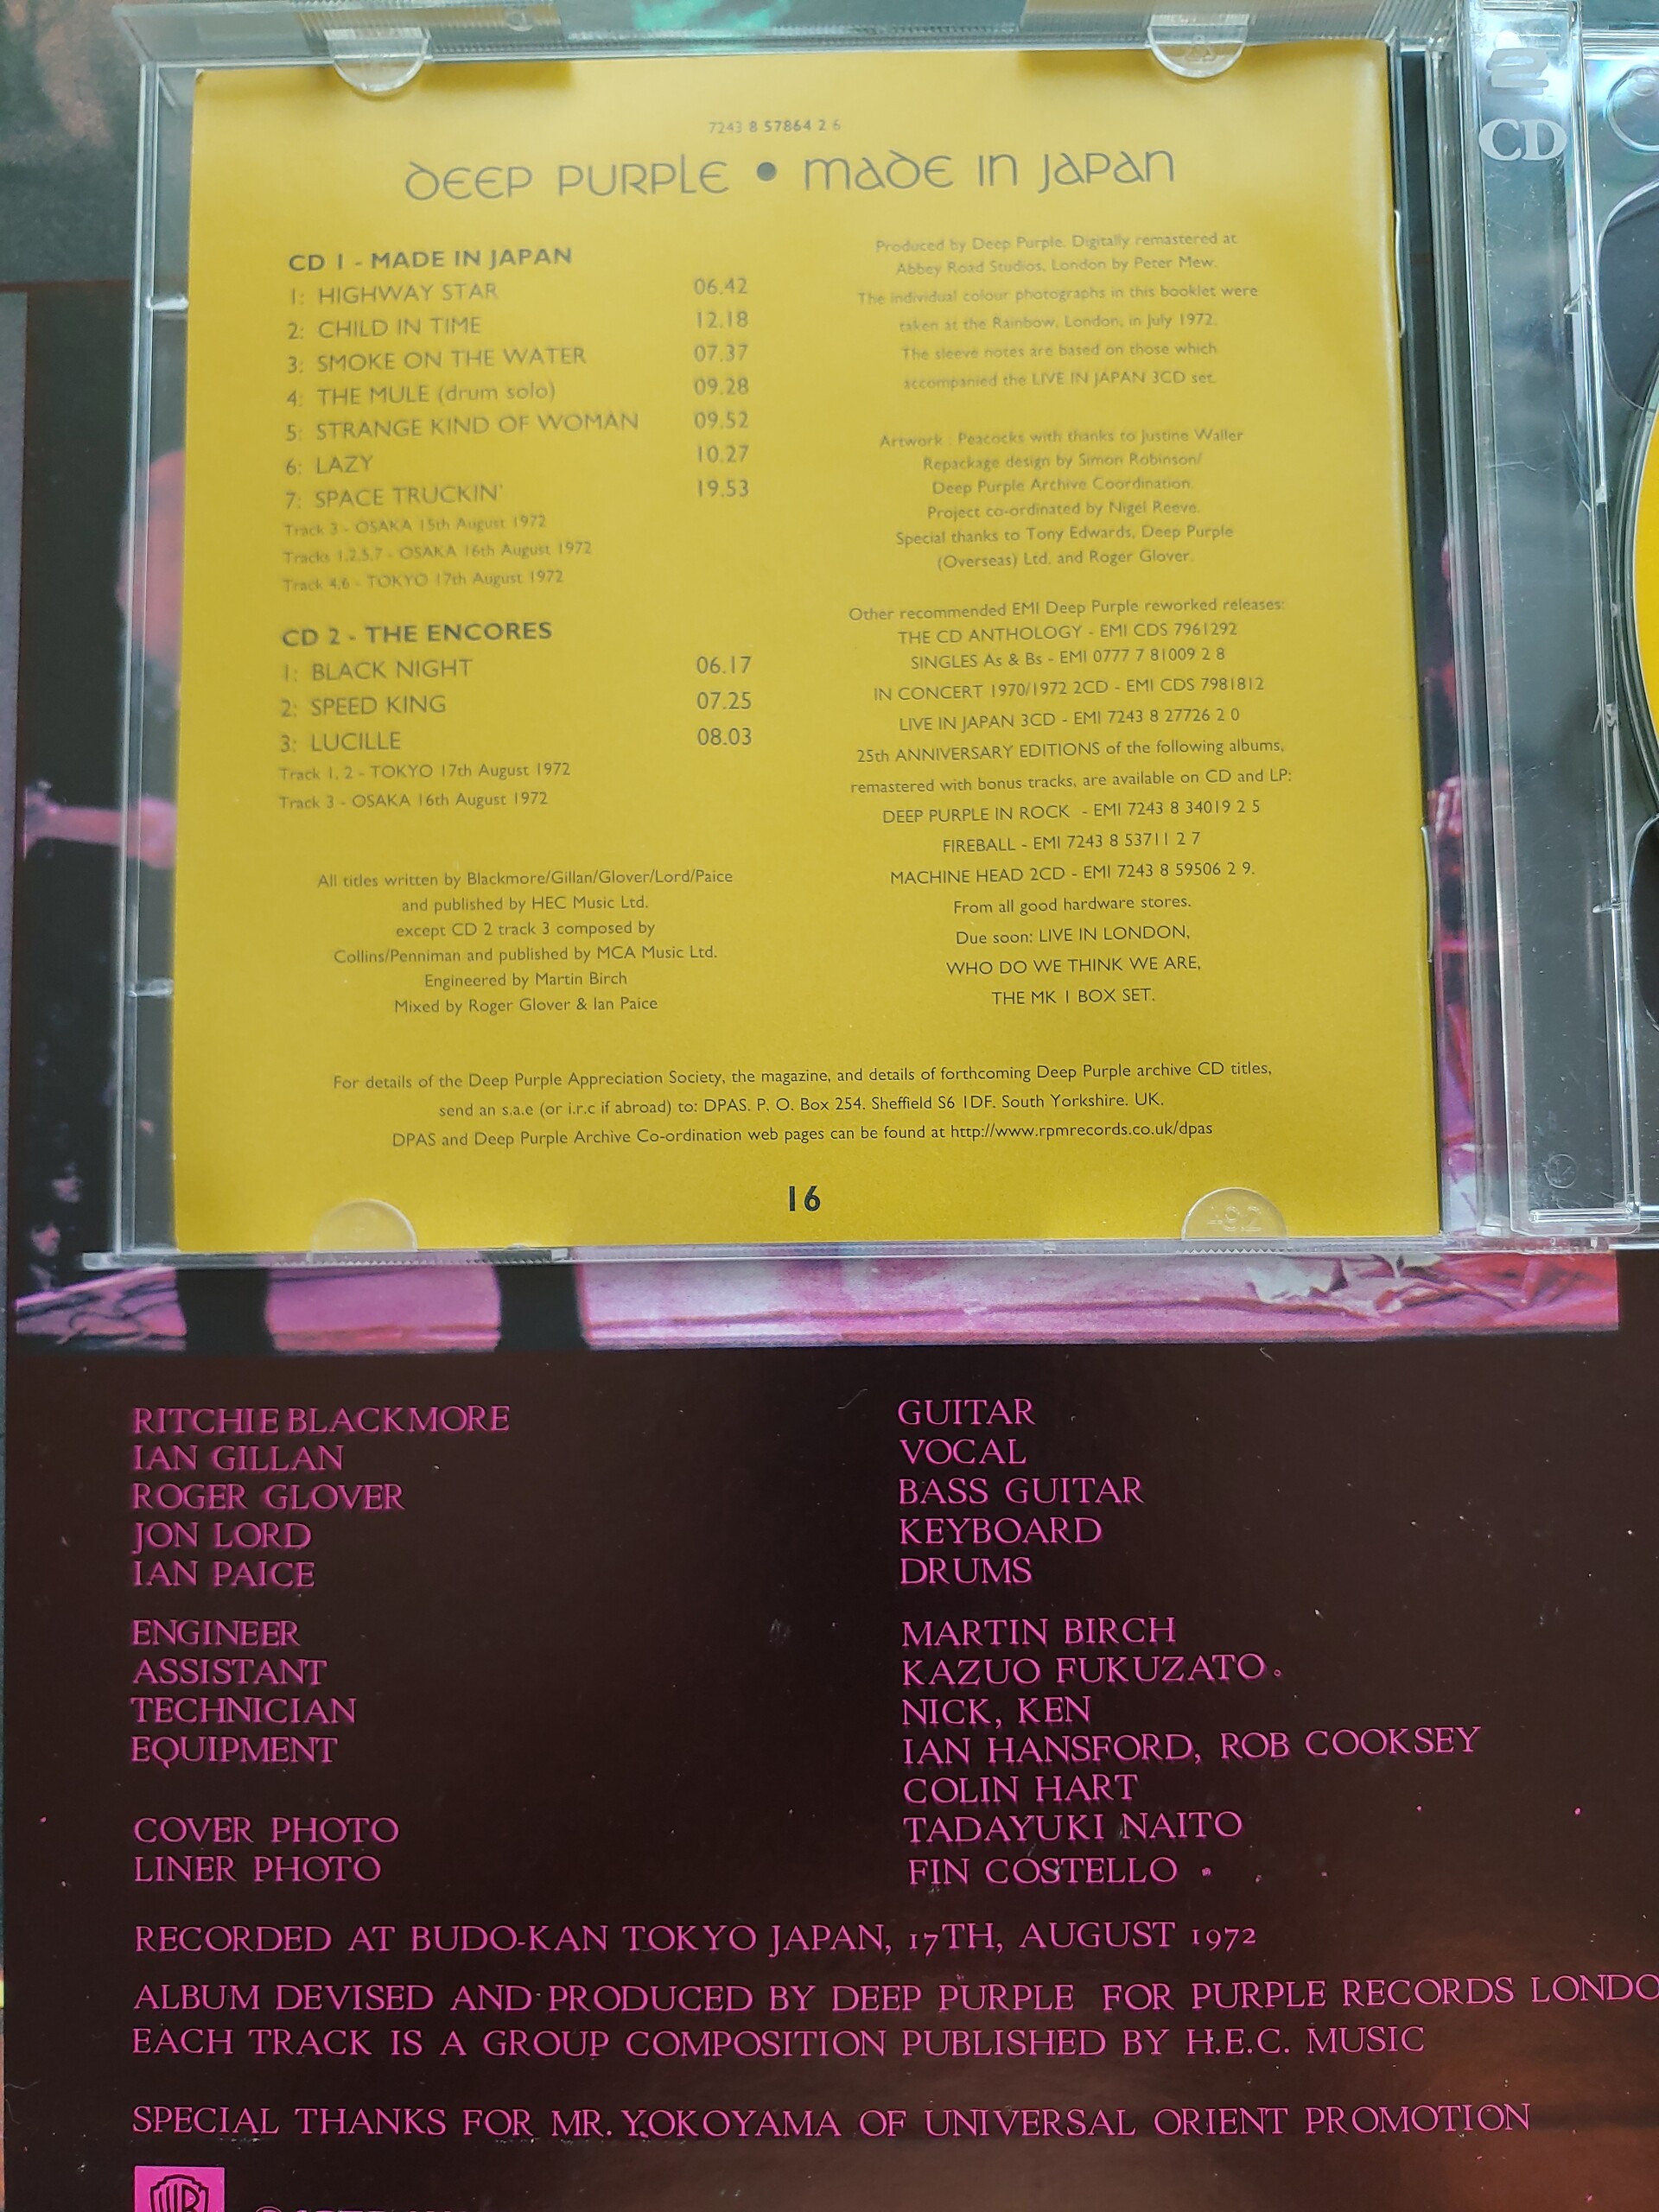 7243 8 57864 2 6
DEEP PURPLE • MADE IN JAPAN
CD 1 - MADE IN JAPAN
1: HIGHWAY STAR 06.42
2: CHILD IN TIME 12.18
3: SMOKE ON THE WATER 07.37
4: THE MULE (drum solo) 09.28
5: STRANGE KIND OF WOMAN 09.52
6: LAZY 10.27
7: SPACE TRUCKIN' 19.53
Track 3 - OSAKA 15th August 1972
Tracks 1,2,5,7 - OSAKA 16th August 1972
Track 4,6 - TOKYO 17th August 1972
CD 2 - THE ENCORES
1: BLACK NIGHT 06.17
2: SPEED KING 07.25
3: LUCILLE 08.03
Track 1, 2 - TOKYO 17th August 1972
Track 3 - OSAKA 16th August 1972
All titles written by Blackmore/Gillan/Glover/Lord/Paice
and published by HEC Music Ltd.
except CD 2 track 3 composed by
Collins/Penniman and published by MCA Music Ltd.
Engineered by Martin Birch
Mixed by Roger Glover & Ian Paice
Produced by Deep Purple. Digitally remastered at
Abbey Road Studios, London by Peter Mew.
The individual colour photographs in this booklet were
taken at the Rainbow, London, in July 1972.
The sleeve notes are based on those which
accompanied the LIVE IN JAPAN 3CD set.
Artwork : Peacocks with thanks to Justine Waller
Repackage design by Simon Robinson/
Deep Purple Archive Coordination.
Project co-ordinated by Nigel Reeve.
Special thanks to Tony Edwards, Deep Purple
(Overseas) Ltd. and Roger Glover.
Other recommended EMI Deep Purple reworked releases:
THE CD ANTHOLOGY - EMI CDS 7961292
SINGLES As & Bs - EMI 0777 7 81009 2 8
IN CONCERT 1970/1972 2CD - EMI CDS 7981812
LIVE IN JAPAN 3CD - EMI 7243 8 27726 2 0
25th ANNIVERSARY EDITIONS of the following albums,
remastered with bonus tracks, are available on CD and LP:
DEEP PURPLE IN ROCK - EMI 7243 8 34019 2 5
FIREBALL - EMI 7243 8 53711 2 7
MACHINE HEAD 2CD - EMI 7243 8 59506 2 9.
From all good hardware stores.
Due soon: LIVE IN LONDON,
WHO DO WE THINK WE ARE,
THE MK 1 BOX SET.
For details of the Deep Purple Appreciation Society, the magazine, and details of forthcoming Deep Purple archive CD titles,
send an s.a.e (or i.r.c if abroad) to: DPAS. P. O. Box 254. Sheffield S6 1DF. South Yorkshire. UK.
DPAS and Deep Purple Archive Co-ordination web pages can be found at http://www.rpmrecords.co.uk/dpas
16
2
CD
RITCHIE BLACKMORE GUITAR
IAN GILLAN VOCAL
ROGER GLOVER BASS GUITAR
JON LORD KEYBOARD
IAN PAICE DRUMS
ENGINEER MARTIN BIRCH
ASSISTANT KAZUO FUKUZATO
TECHNICIAN NICK, KEN
EQUIPMENT IAN HANSFORD, ROB COOKSEY
COLIN HART
COVER PHOTO TADAYUKI NAITO
LINER PHOTO FIN COSTELLO
RECORDED AT BUDO-KAN TOKYO JAPAN, 17TH, AUGUST 1972
ALBUM DEVISED AND PRODUCED BY DEEP PURPLE FOR PURPLE RECORDS LONDO
EACH TRACK IS A GROUP COMPOSITION PUBLISHED BY H.E.C. MUSIC
SPECIAL THANKS FOR MR. YOKOYAMA OF UNIVERSAL ORIENT PROMOTION